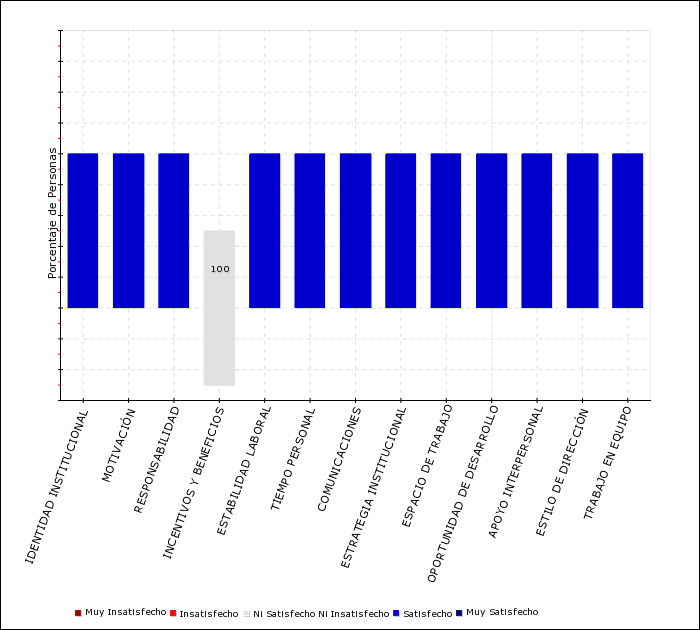 Porcentaje de Personas
100
IDENTIDAD INSTITUCIONAL
MOTIVACIÓN
RESPONSABILIDAD
INCENTIVOS Y BENEFICIOS
ESTABILIDAD LABORAL
TIEMPO PERSONAL
COMUNICACIONES
ESTRATEGIA INSTITUCIONAL
ESPACIO DE TRABAJO
OPORTUNIDAD DE DESARROLLO
APOYO INTERPERSONAL
ESTILO DE DIRECCIÓN
TRABAJO EN EQUIPO
Muy Insatisfecho Insatisfecho Ni Satisfecho Ni Insatisfecho Satisfecho Muy Satisfecho